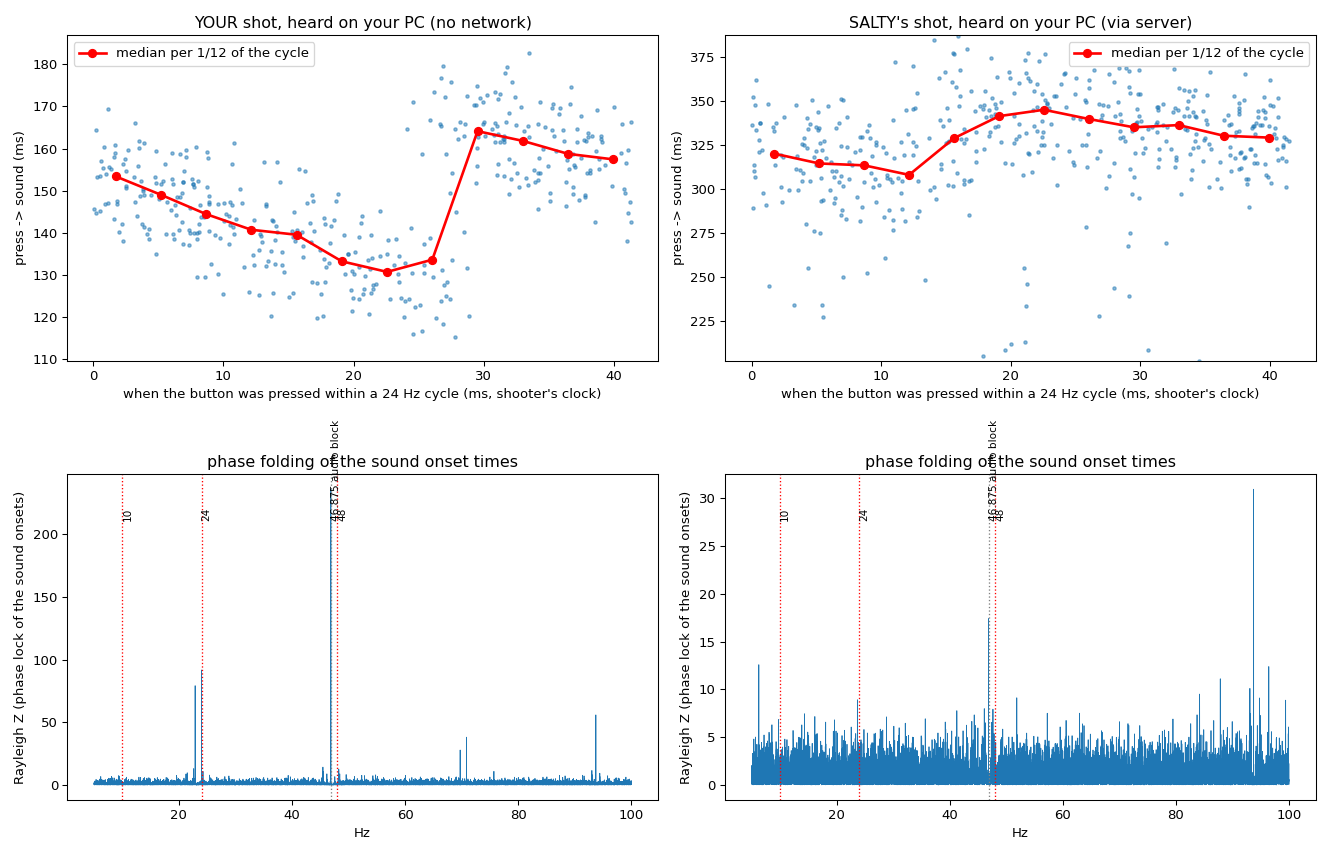 YOUR shot, heard on your PC (no network)
median per 1/12 of the cycle
press -> sound (ms)
180
170
160
150
140
130
120
110
0 10 20 30 40
when the button was pressed within a 24 Hz cycle (ms, shooter's clock)
SALTY's shot, heard on your PC (via server)
median per 1/12 of the cycle
press -> sound (ms)
375
350
325
300
275
250
225
0 10 20 30 40
when the button was pressed within a 24 Hz cycle (ms, shooter's clock)
phase folding of the sound onset times
Rayleigh Z (phase lock of the sound onsets)
200
150
100
50
0
10
24
46.875 audio block
48
20 40 60 80 100
Hz
phase folding of the sound onset times
Rayleigh Z (phase lock of the sound onsets)
30
25
20
15
10
5
0
10
24
46.875 audio block
48
20 40 60 80 100
Hz